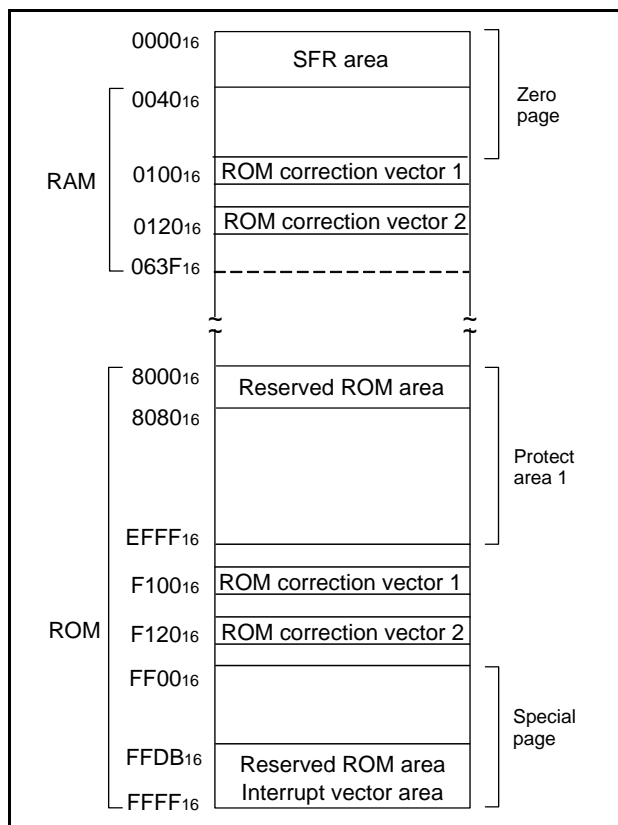 0000₁₆
SFR area
Zero
page
0040₁₆
RAM
0100₁₆
ROM correction vector 1
0120₁₆
ROM correction vector 2
063F₁₆
8000₁₆
Reserved ROM area
8080₁₆
Protect
area 1
EFFF₁₆
F100₁₆
ROM correction vector 1
ROM
F120₁₆
ROM correction vector 2
FF00₁₆
Special
page
FFDB₁₆
Reserved ROM area
Interrupt vector area
FFFF₁₆